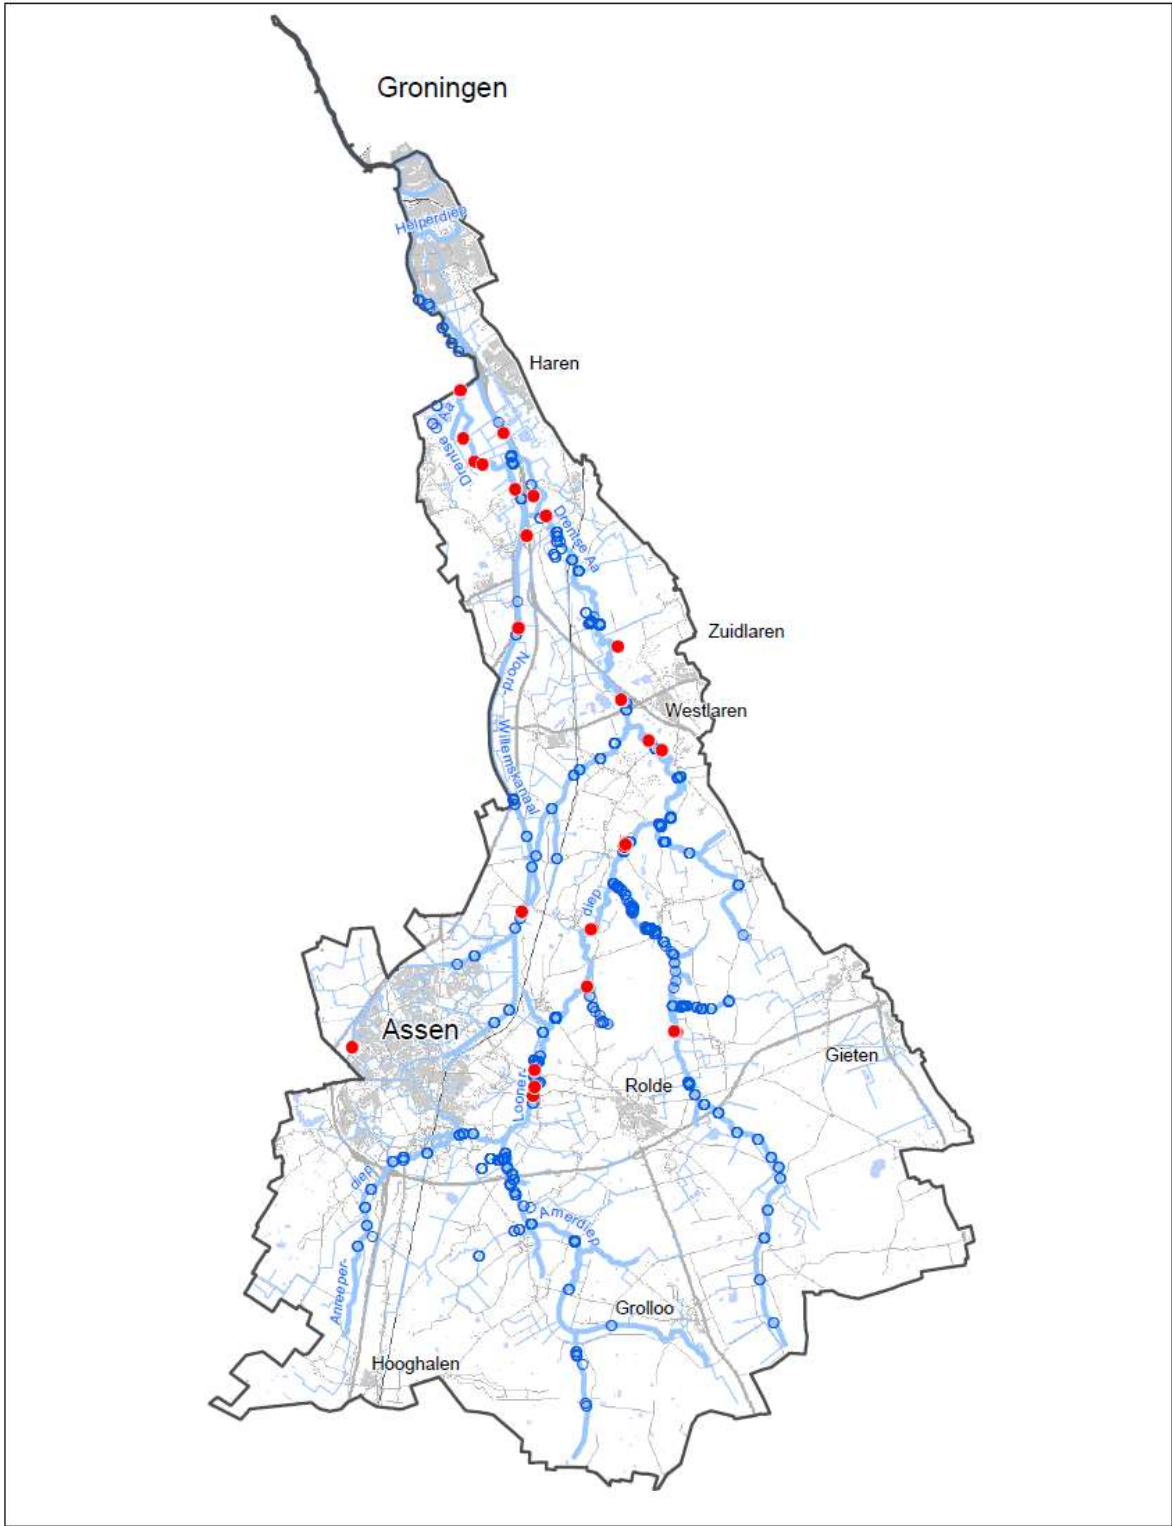 Groningen
Helperdiep
Haren
Drentse Aa
Drentse Aa
Zuidlaren
Noord-
Westlaren
Willemskanaal
diep
Assen
Gieten
Looner-
Rolde
diep
Amerdiep
Anreeper-
Grolloo
Hooghalen